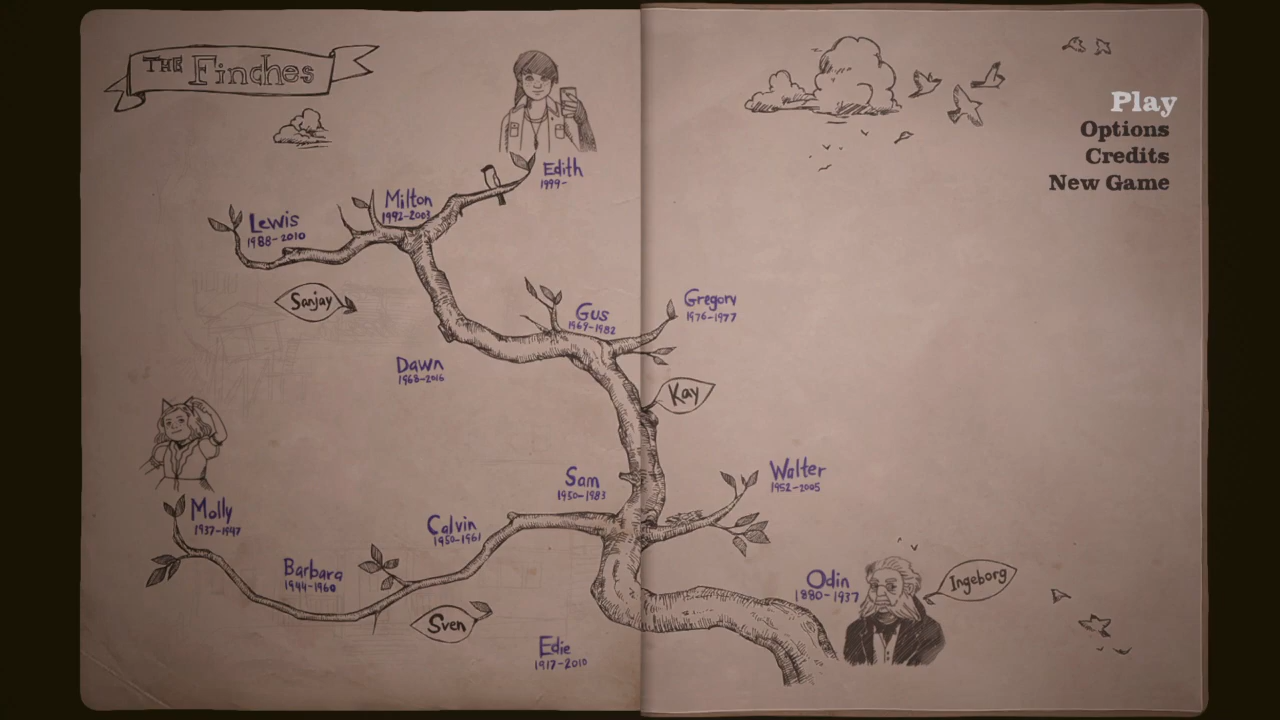 THE Finches
Play
Options
Credits
New Game
Edith
1999-
Milton
1992-2003
Lewis
1988-2010
Sanjay
Gus
1969-1982
Gregory
1976-1977
Dawn
1968-2016
Kay
Sam
1950-1983
Walter
1952-2005
Molly
1937-1947
Calvin
1950-1961
Barbara
1944-1960
Sven
Odin
1880-1937
Ingeborg
Edie
1917-2010